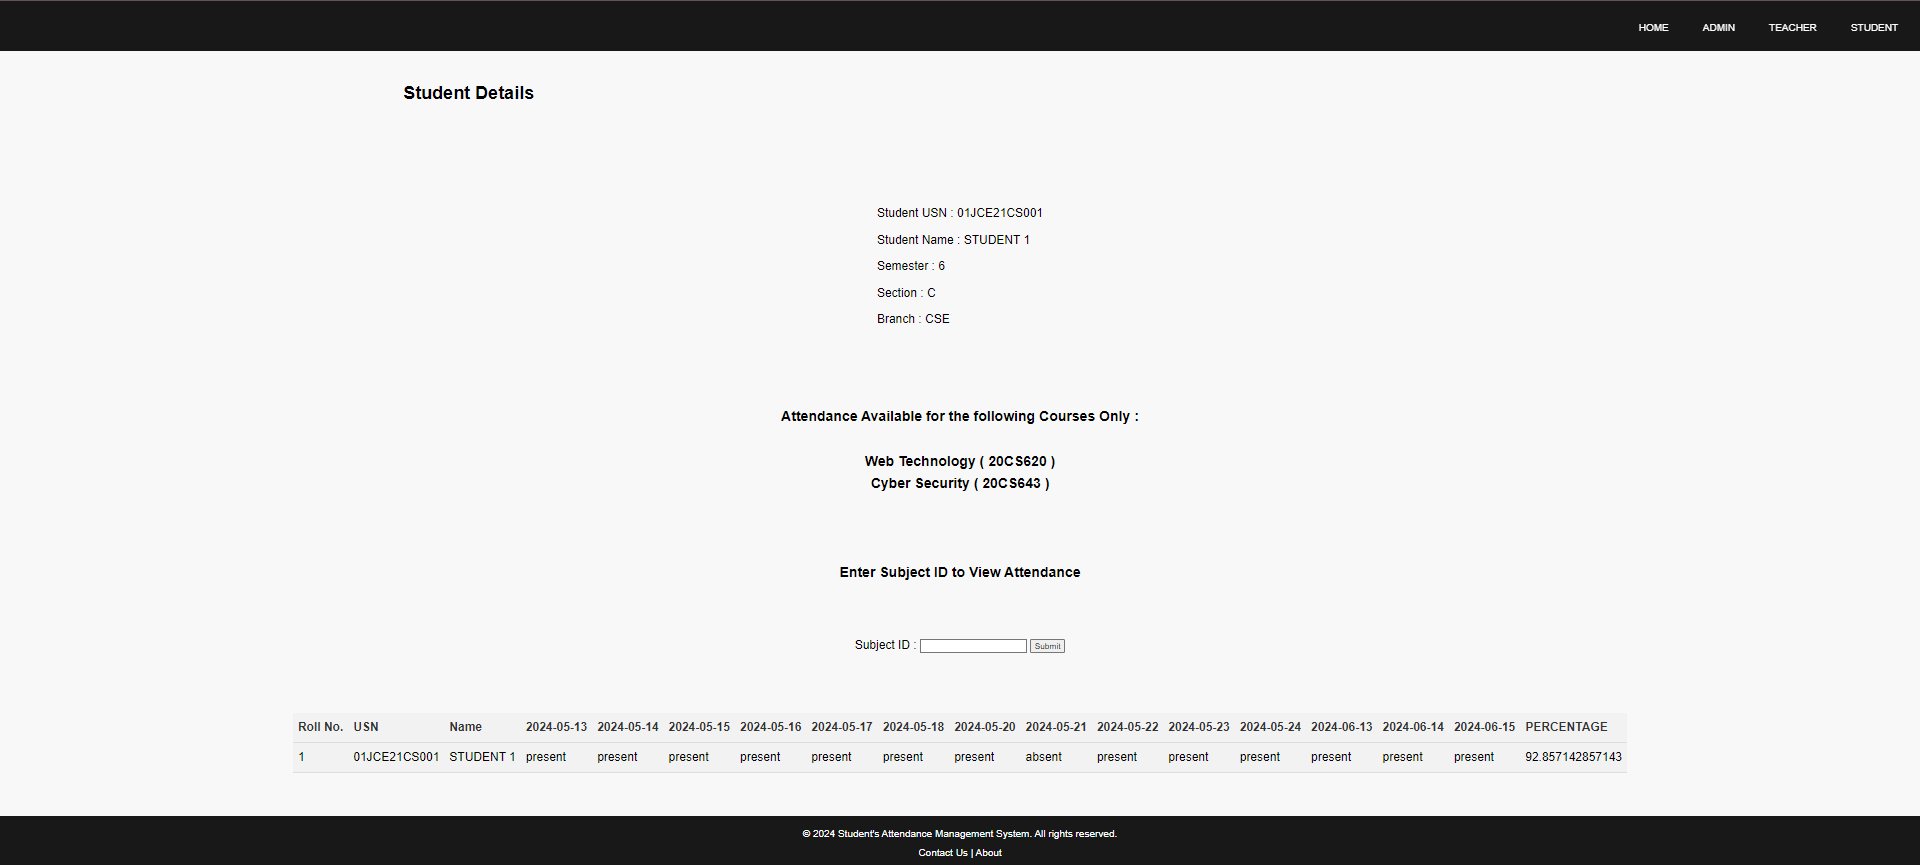 HOME ADMIN TEACHER STUDENT
Student Details
Student USN : 01JCE21CS001
Student Name : STUDENT 1
Semester : 6
Section : C
Branch : CSE
Attendance Available for the following Courses Only :
Web Technology ( 20CS620 )
Cyber Security ( 20CS643 )
Enter Subject ID to View Attendance
Subject ID : Submit
Roll No. USN Name 2024-05-13 2024-05-14 2024-05-15 2024-05-16 2024-05-17 2024-05-18 2024-05-20 2024-05-21 2024-05-22 2024-05-23 2024-05-24 2024-06-13 2024-06-14 2024-06-15 PERCENTAGE
1 01JCE21CS001 STUDENT 1 present present present present present present present absent present present present present present present 92.857142857143
© 2024 Student's Attendance Management System. All rights reserved.
Contact Us | About